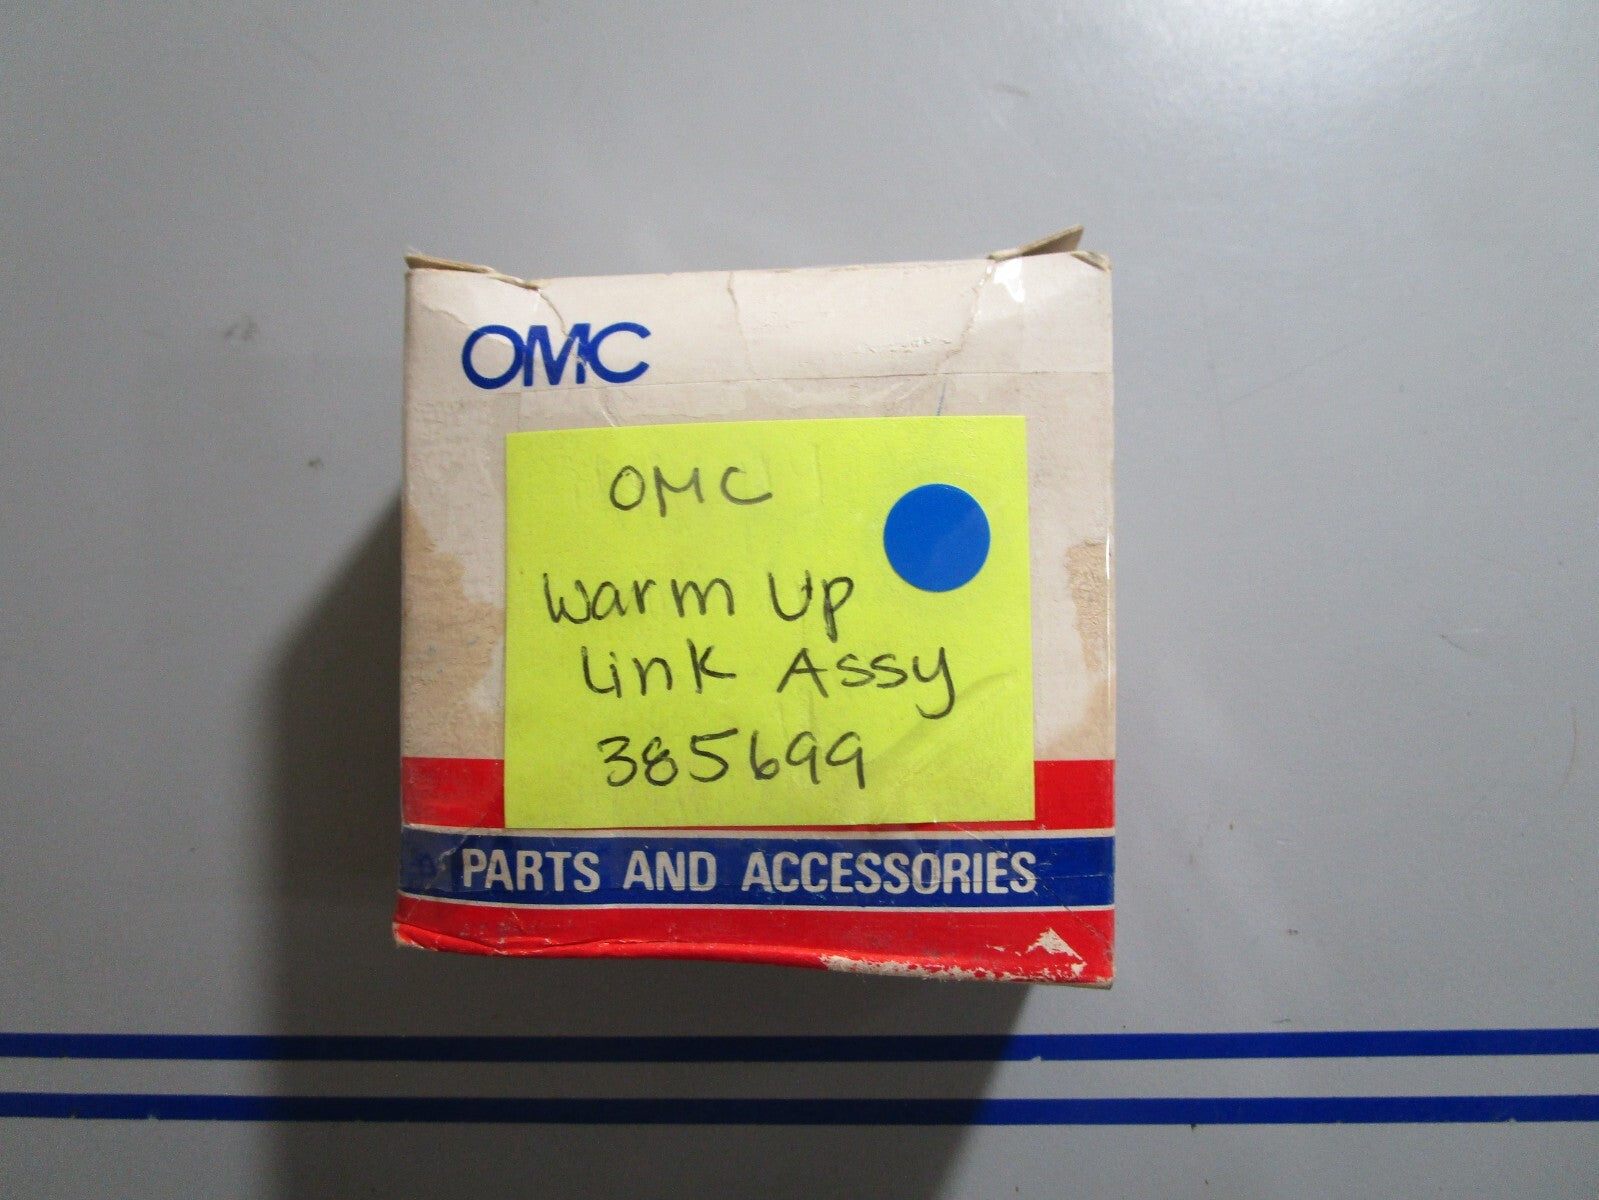 OMC
OMC
Warm Up
Link Assy
385699
PARTS AND ACCESSORIES